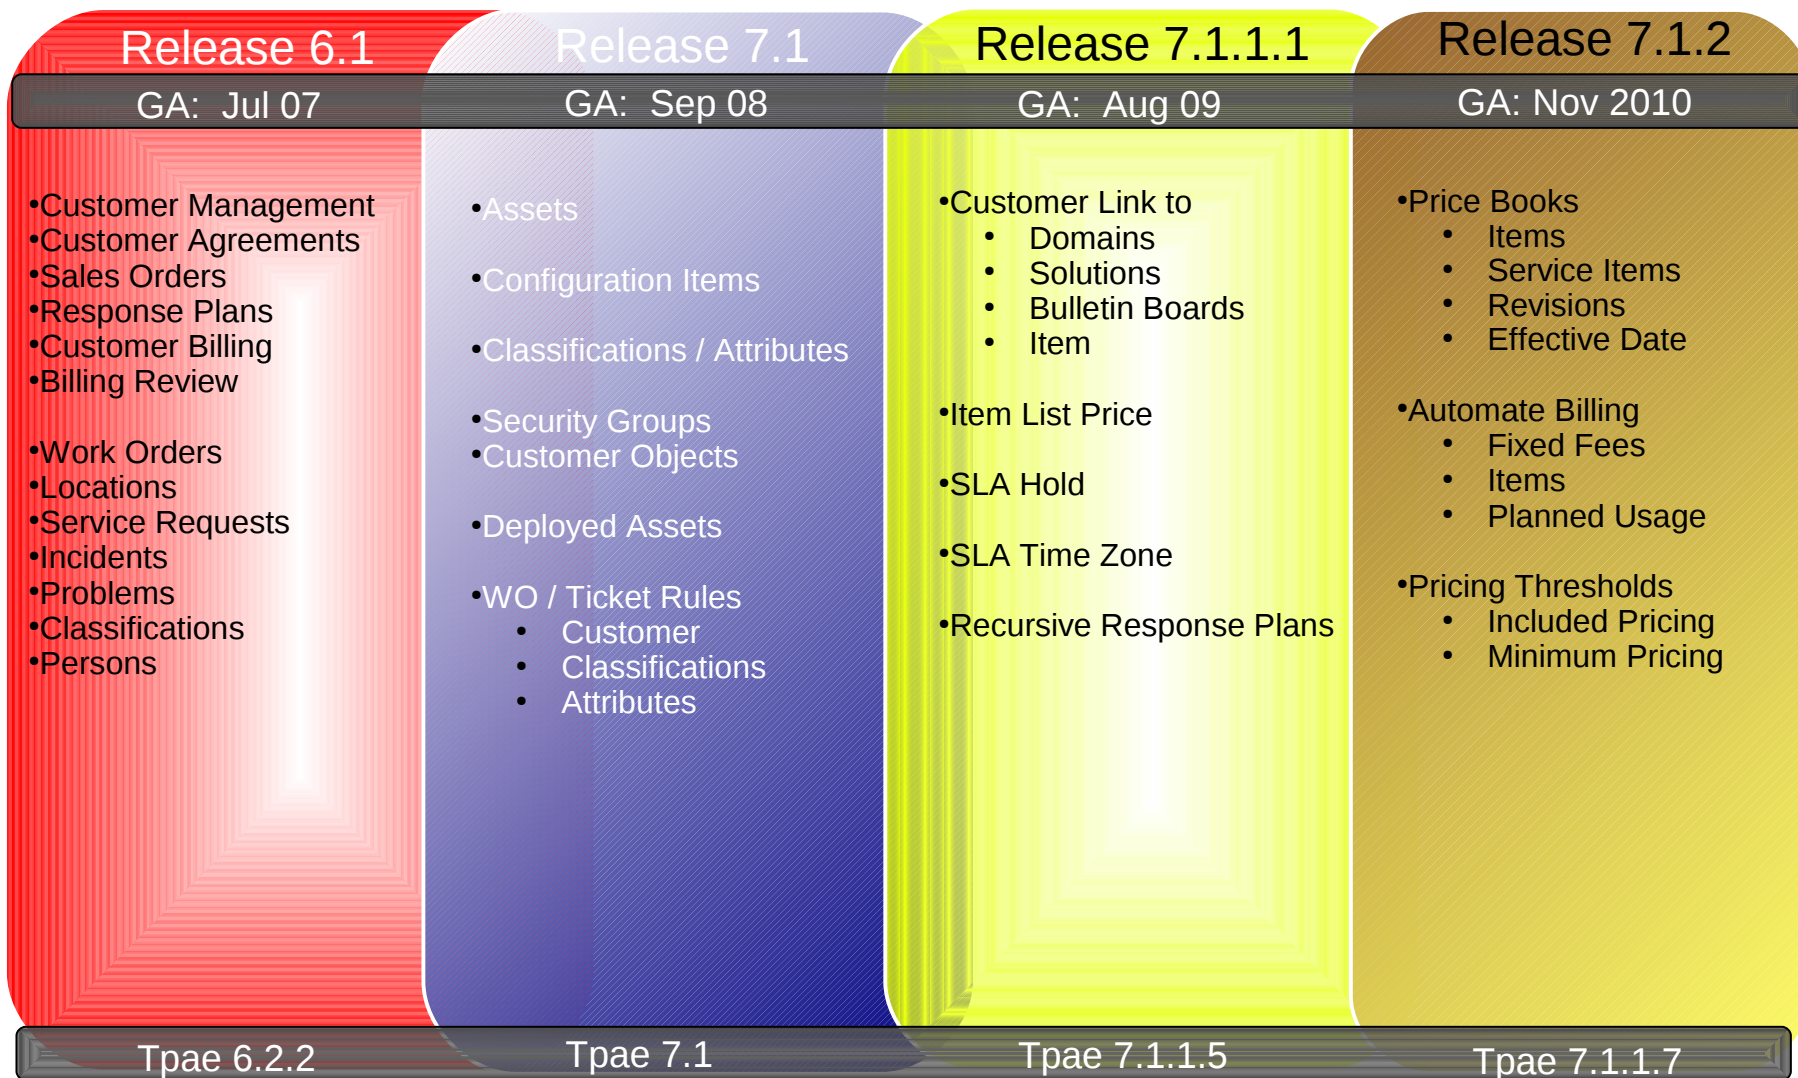 Release 6.1
GA:  Jul 07
•Customer Management
•Customer Agreements
•Sales Orders
•Response Plans
•Customer Billing
•Billing Review
•Work Orders
•Locations
•Service Requests
•Incidents
•Problems
•Classifications
•Persons
Tpae 6.2.2
Release 7.1
GA:  Sep 08
•Assets
•Configuration Items
•Classifications / Attributes
•Security Groups
•Customer Objects
•Deployed Assets
•WO / Ticket Rules
• Customer
• Classifications
• Attributes
Tpae 7.1
Release 7.1.1.1
GA:  Aug 09
•Customer Link to
• Domains
• Solutions
• Bulletin Boards
• Item
•Item List Price
•SLA Hold
•SLA Time Zone
•Recursive Response Plans
Tpae 7.1.1.5
Release 7.1.2
GA: Nov 2010
•Price Books
• Items
• Service Items
• Revisions
• Effective Date
•Automate Billing
• Fixed Fees
• Items
• Planned Usage
•Pricing Thresholds
• Included Pricing
• Minimum Pricing
Tpae 7.1.1.7